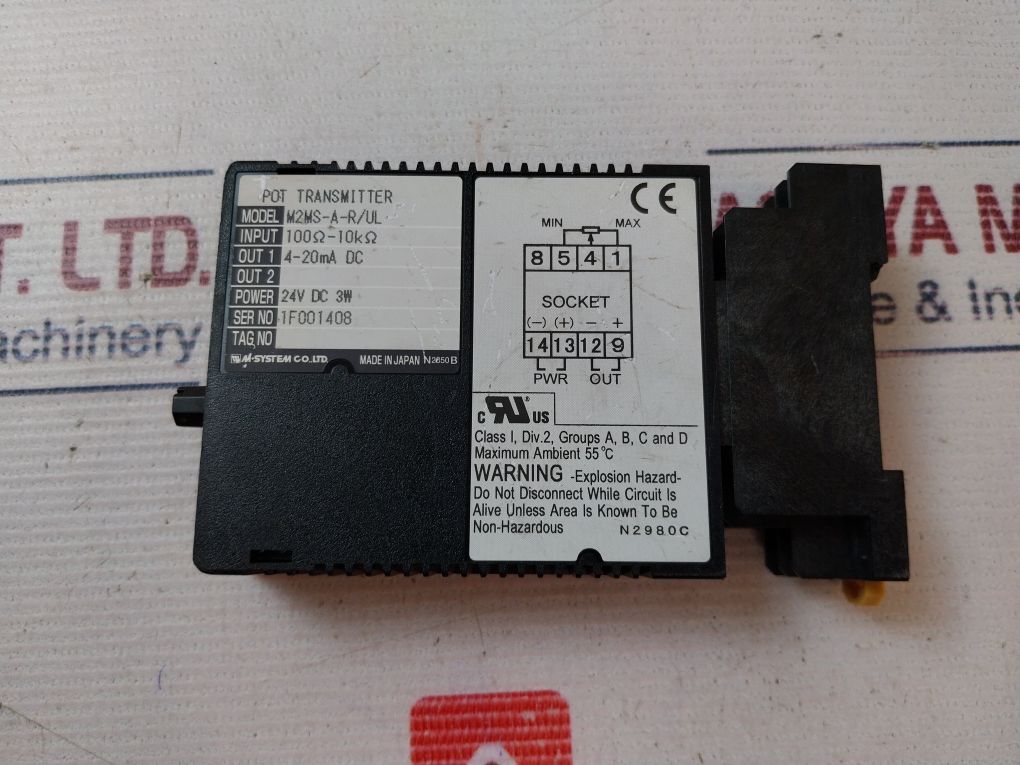 POT TRANSMITTER
MODEL M2MS-A-R/UL
INPUT 100Ω-10kΩ
OUT 1 4-20mA DC
OUT 2
POWER 24V DC 3W
SER NO 1F001408
TAG NO
M-SYSTEM CO.,LTD. MADE IN JAPAN N3650B
CE
MIN MAX
8 5 4 1
SOCKET
(−) (+) − +
14 13 12 9
PWR OUT
c RU ® US
Class I, Div.2, Groups A, B, C and D
Maximum Ambient 55°C
WARNING -Explosion Hazard-
Do Not Disconnect While Circuit Is
Alive Unless Area Is Known To Be
Non-Hazardous N2980C
T. LTD.
achinery
YA M
e & Ind